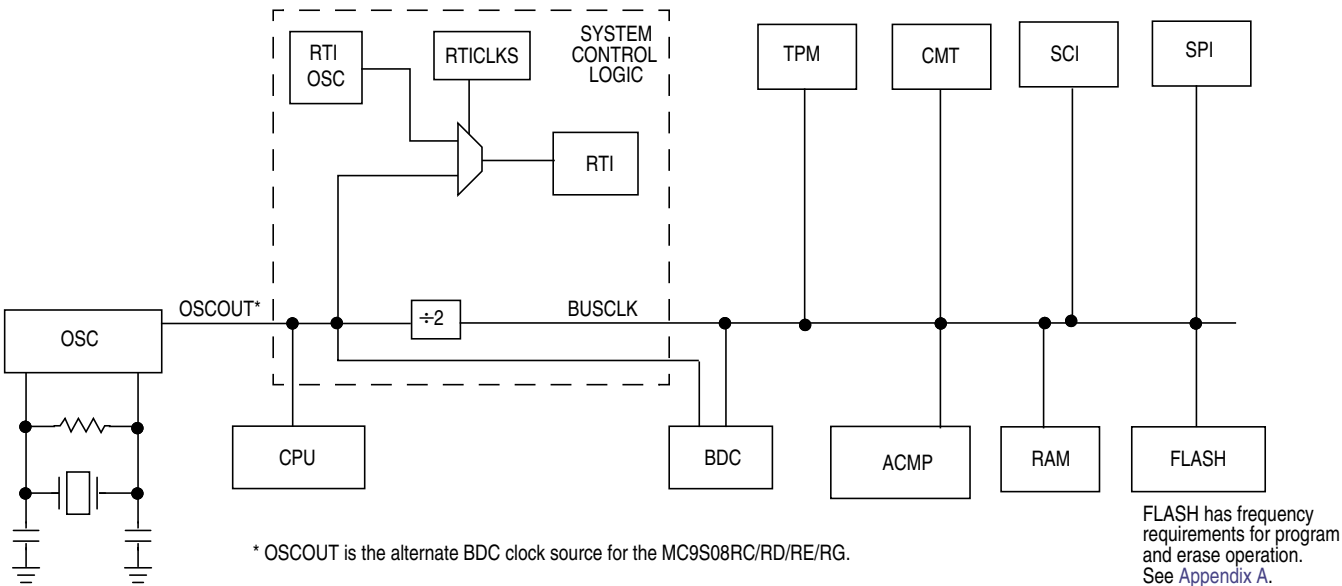 SYSTEM
CONTROL
LOGIC
RTI
OSC
RTICLKS
RTI
TPM
CMT
SCI
SPI
OSCOUT*
÷2
BUSCLK
OSC
CPU
BDC
ACMP
RAM
FLASH
FLASH has frequency
requirements for program
and erase operation.
See Appendix A.
* OSCOUT is the alternate BDC clock source for the MC9S08RC/RD/RE/RG.